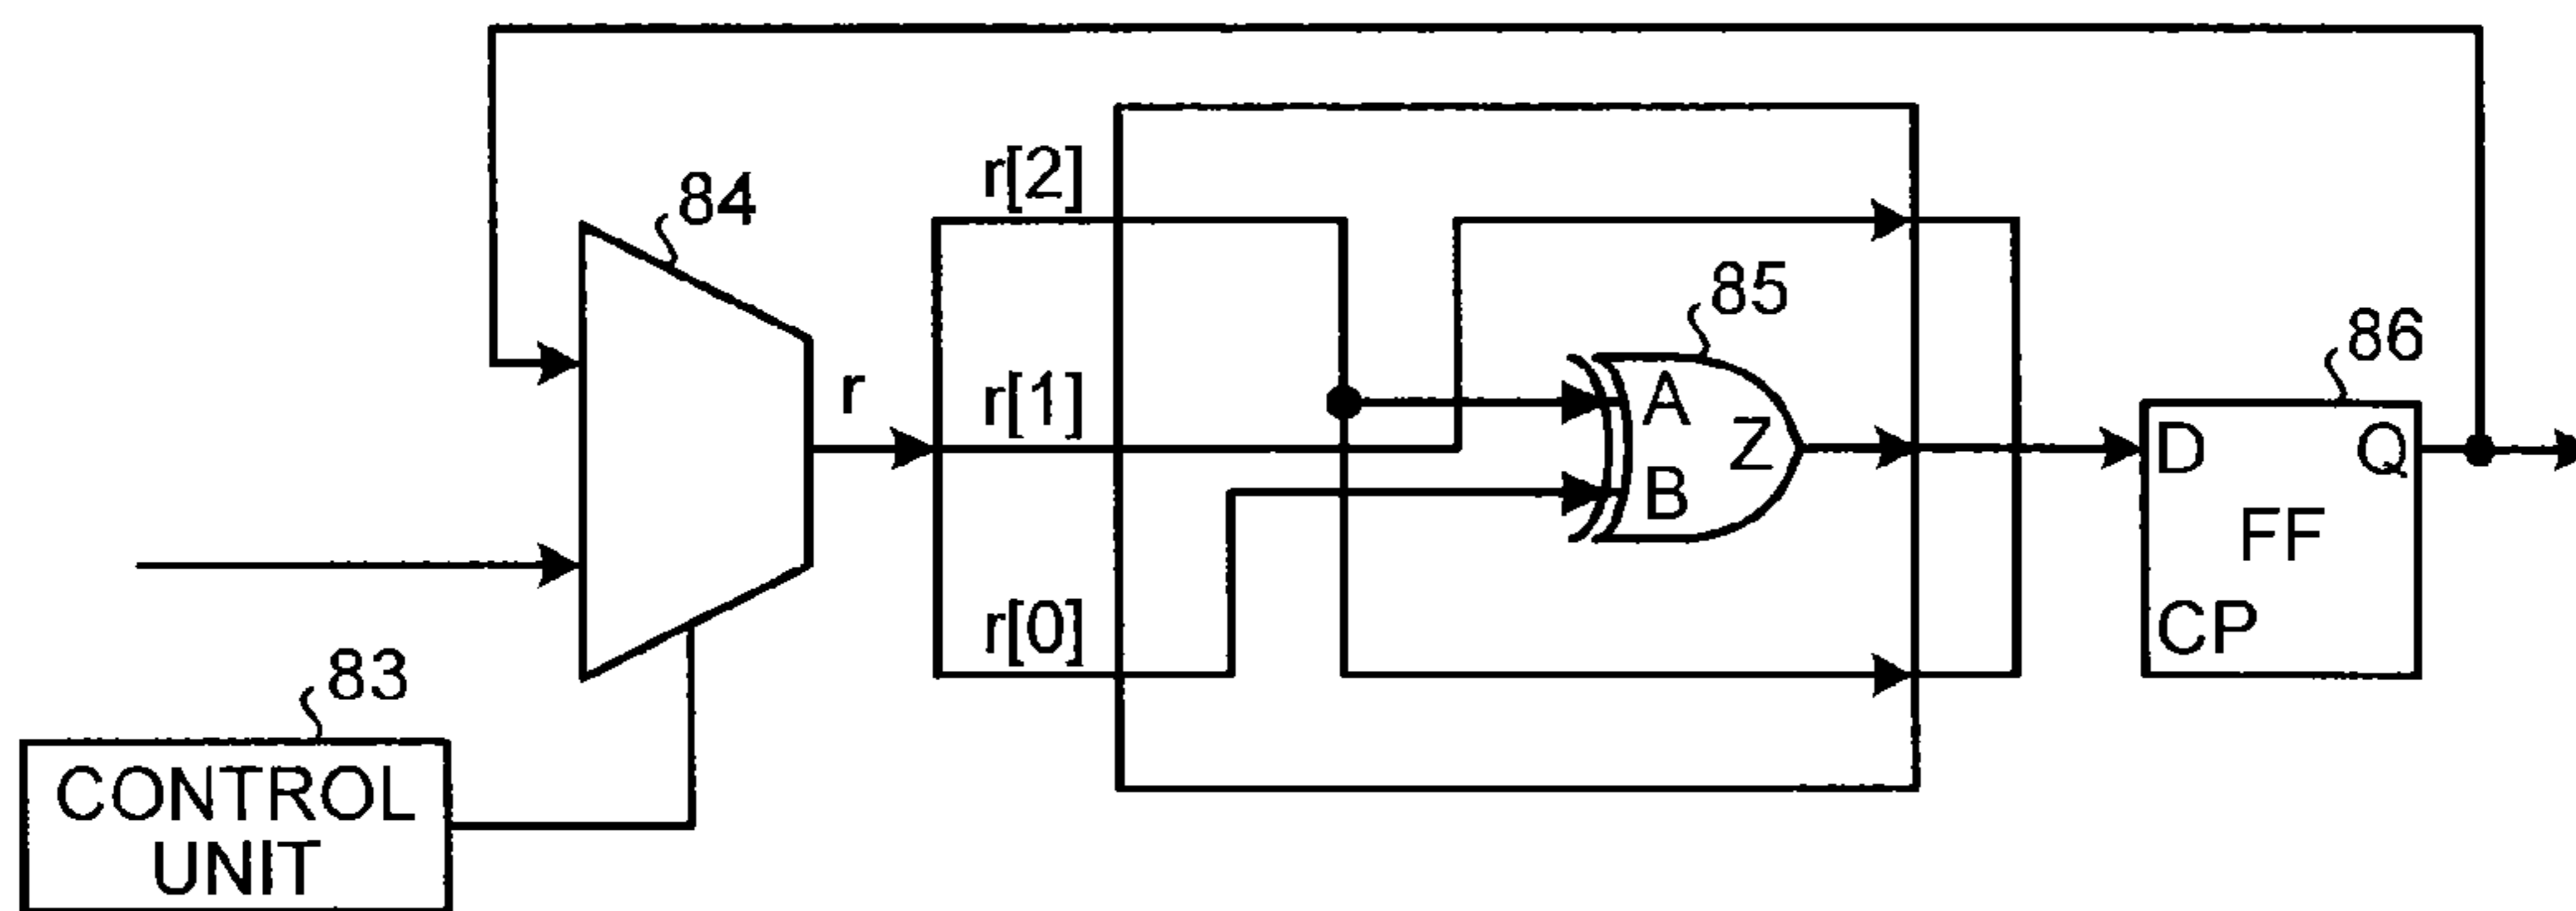 84
r
r[2]
r[1]
r[0]
85
A
B
Z
86
D
Q
FF
CP
83
CONTROL
UNIT